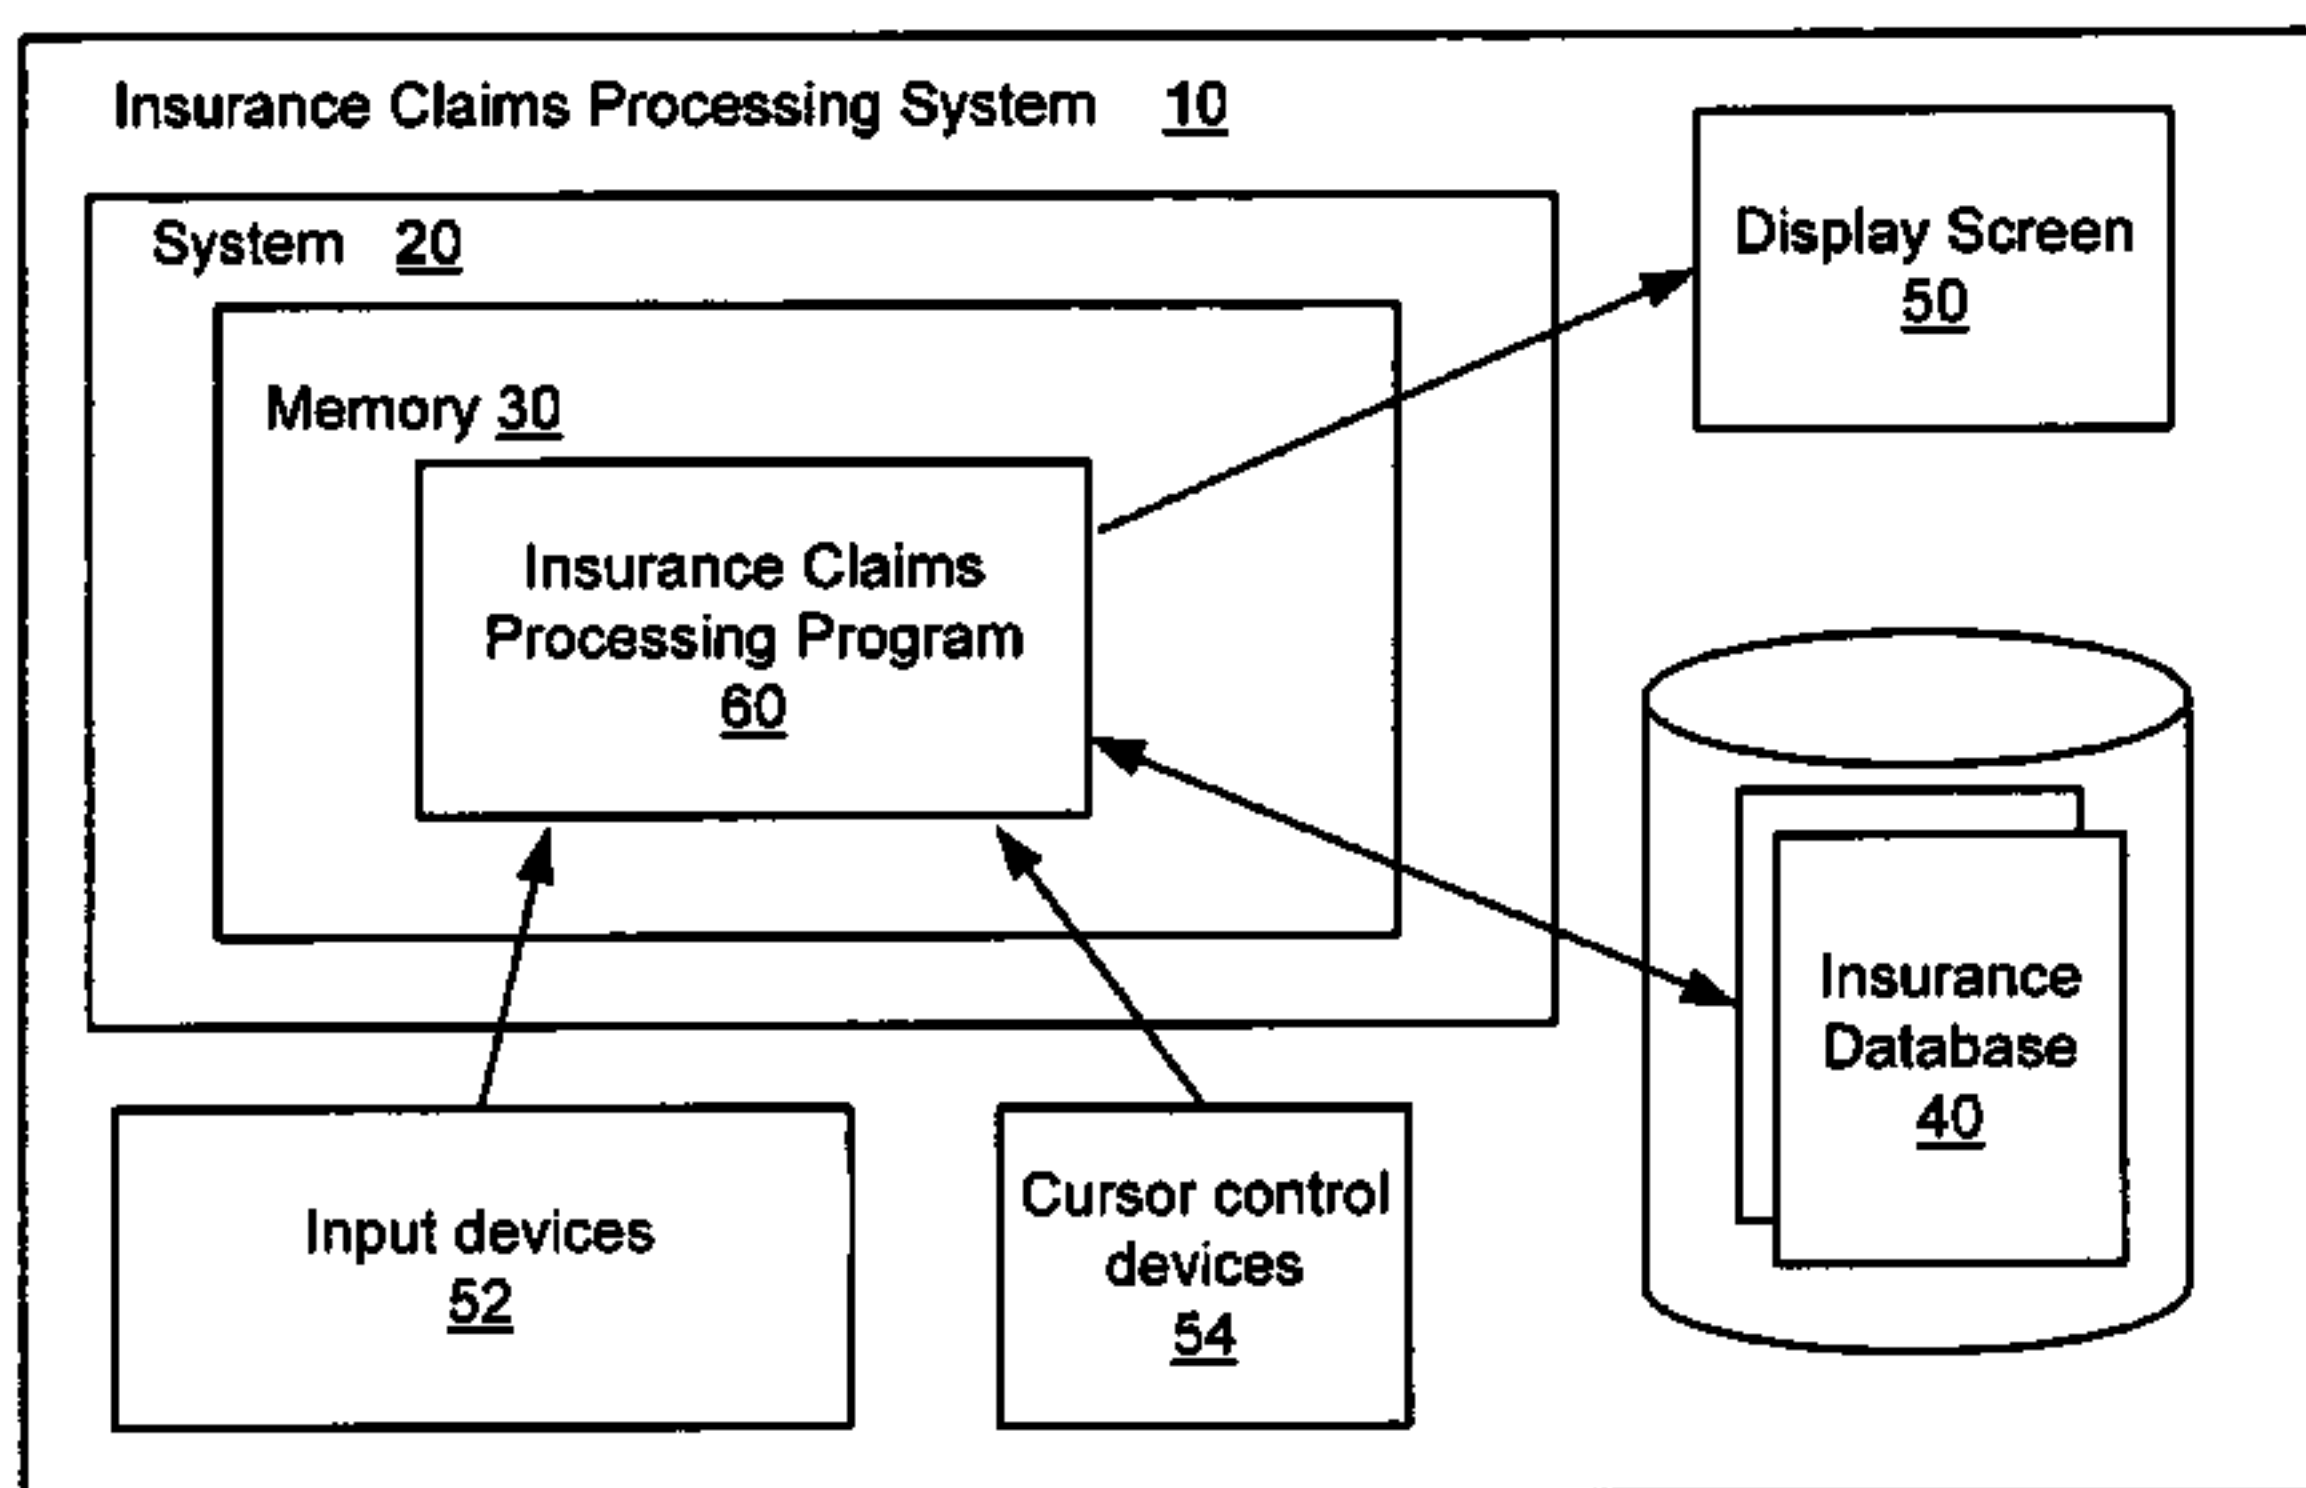 Insurance Claims Processing System 10
System 20
Display Screen
50
Memory 30
Insurance Claims
Processing Program
60
Insurance
Database
40
Input devices
52
Cursor control
devices
54